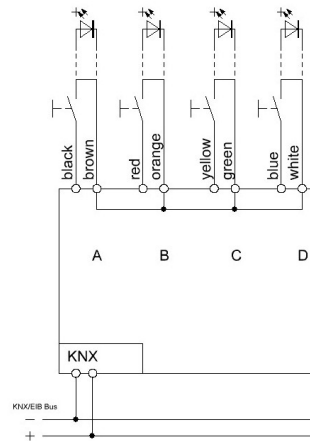 black brown red orange yellow green blue white
A B C D
KNX
KNX/EIB Bus
−
+